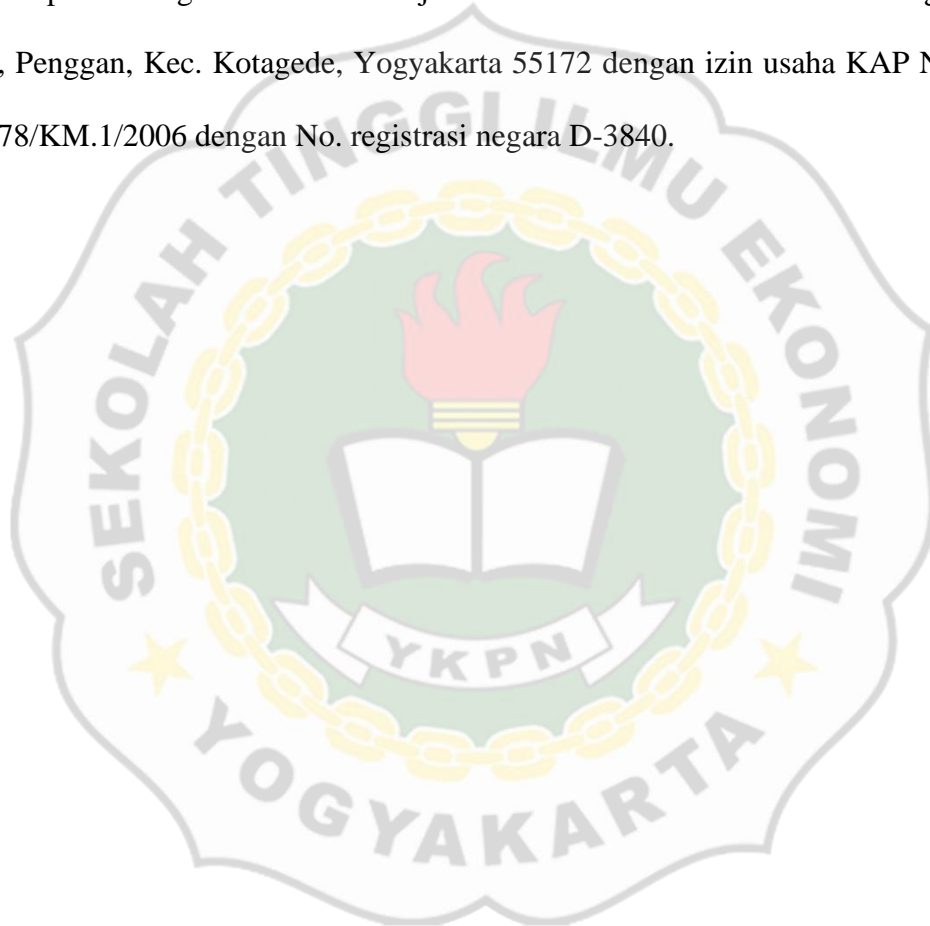 , Penggan, Kec. Kotagede, Yogyakarta 55172 dengan izin usaha KAP
78/KM.1/2006 dengan No. registrasi negara D-3840.
SEKOLAH TINGGI ILMU EKONOMI
YKPN
YOGYAKARTA